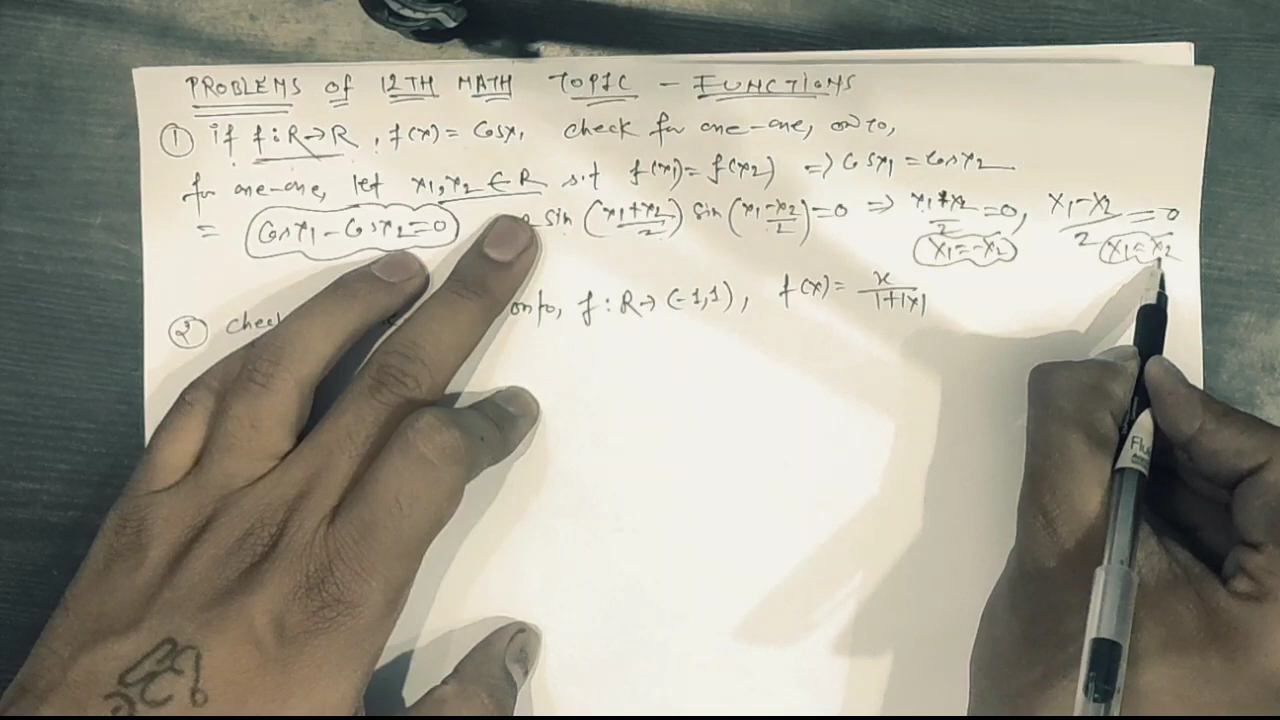 PROBLEMS OF 12TH MATH TOPIC - FUNCTIONS
① if f:R→R, f(x) = Cosx, check for one-one, onto,
for one-one, let x1,x2 ∈ R s.t f(x1)=f(x2) => Cosx1 = Cosx2
= Cosx1 - Cosx2=0 sin (x1+x2/2) sin (x1-x2/2)=0 => x1+x2/2=0, x1-x2/2=0
x1=-x2 x1=x2
② check onto, f:R→(-1,1), f(x)= x/1+|x|
Flu